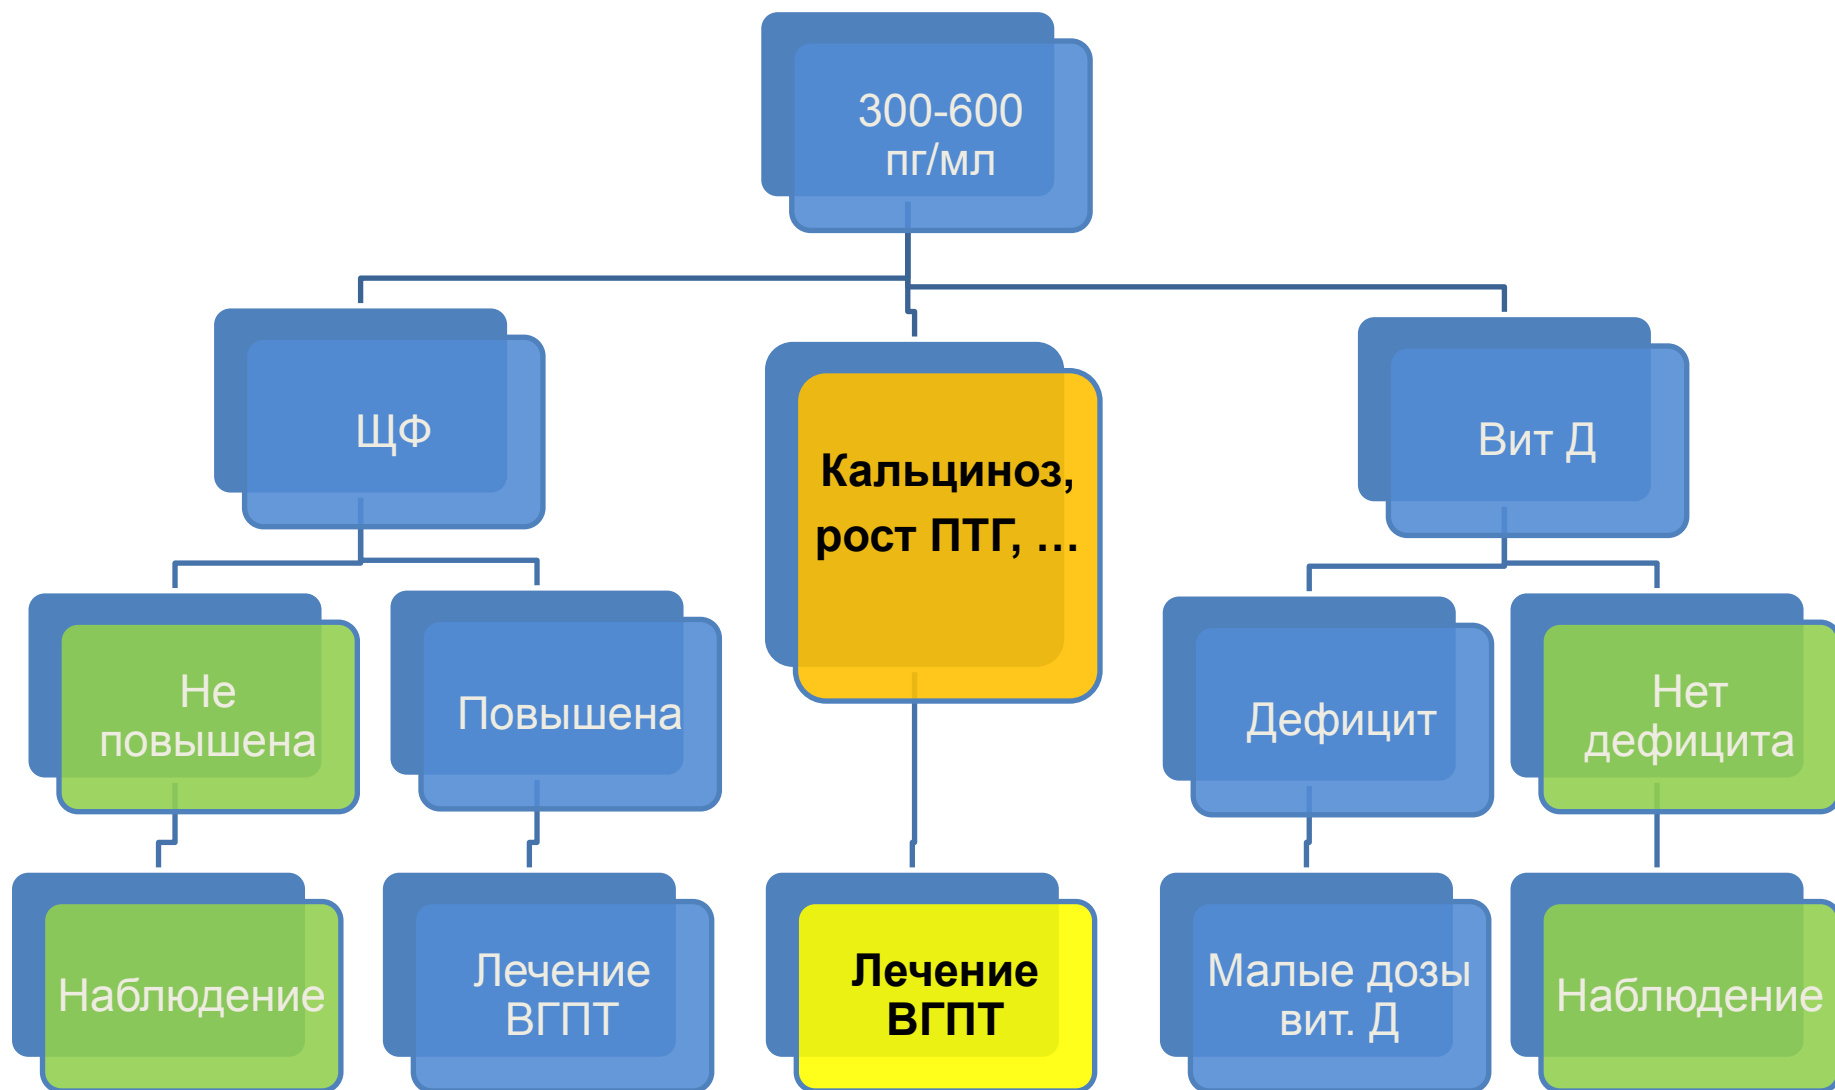 300-600
пг/мл
ЩФ
Кальциноз,
рост ПТГ, ...
Вит Д
Не
повышена
Повышена
Дефицит
Нет
дефицита
Наблюдение
Лечение
ВГПТ
Лечение
ВГПТ
Малые дозы
вит. Д
Наблюдение